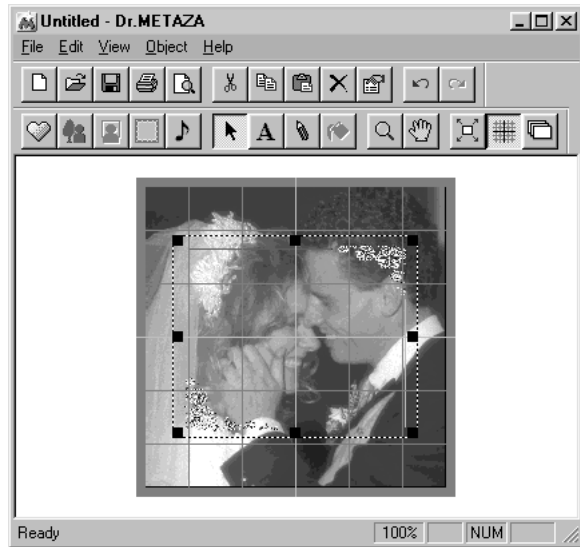 Untitled - Dr.METAZA
File Edit View Object Help
A
Ready 100% NUM